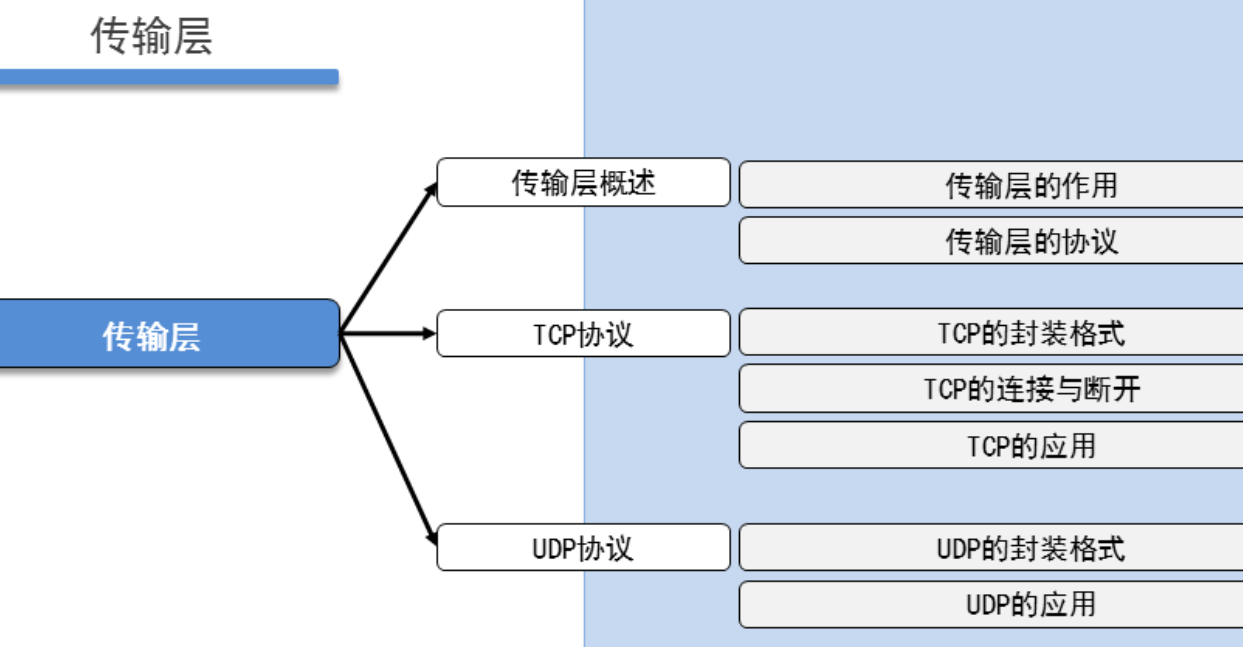 传输层
传输层概述
传输层的作用
传输层的协议
传输层
TCP协议
TCP的封装格式
TCP的连接与断开
TCP的应用
UDP协议
UDP的封装格式
UDP的应用